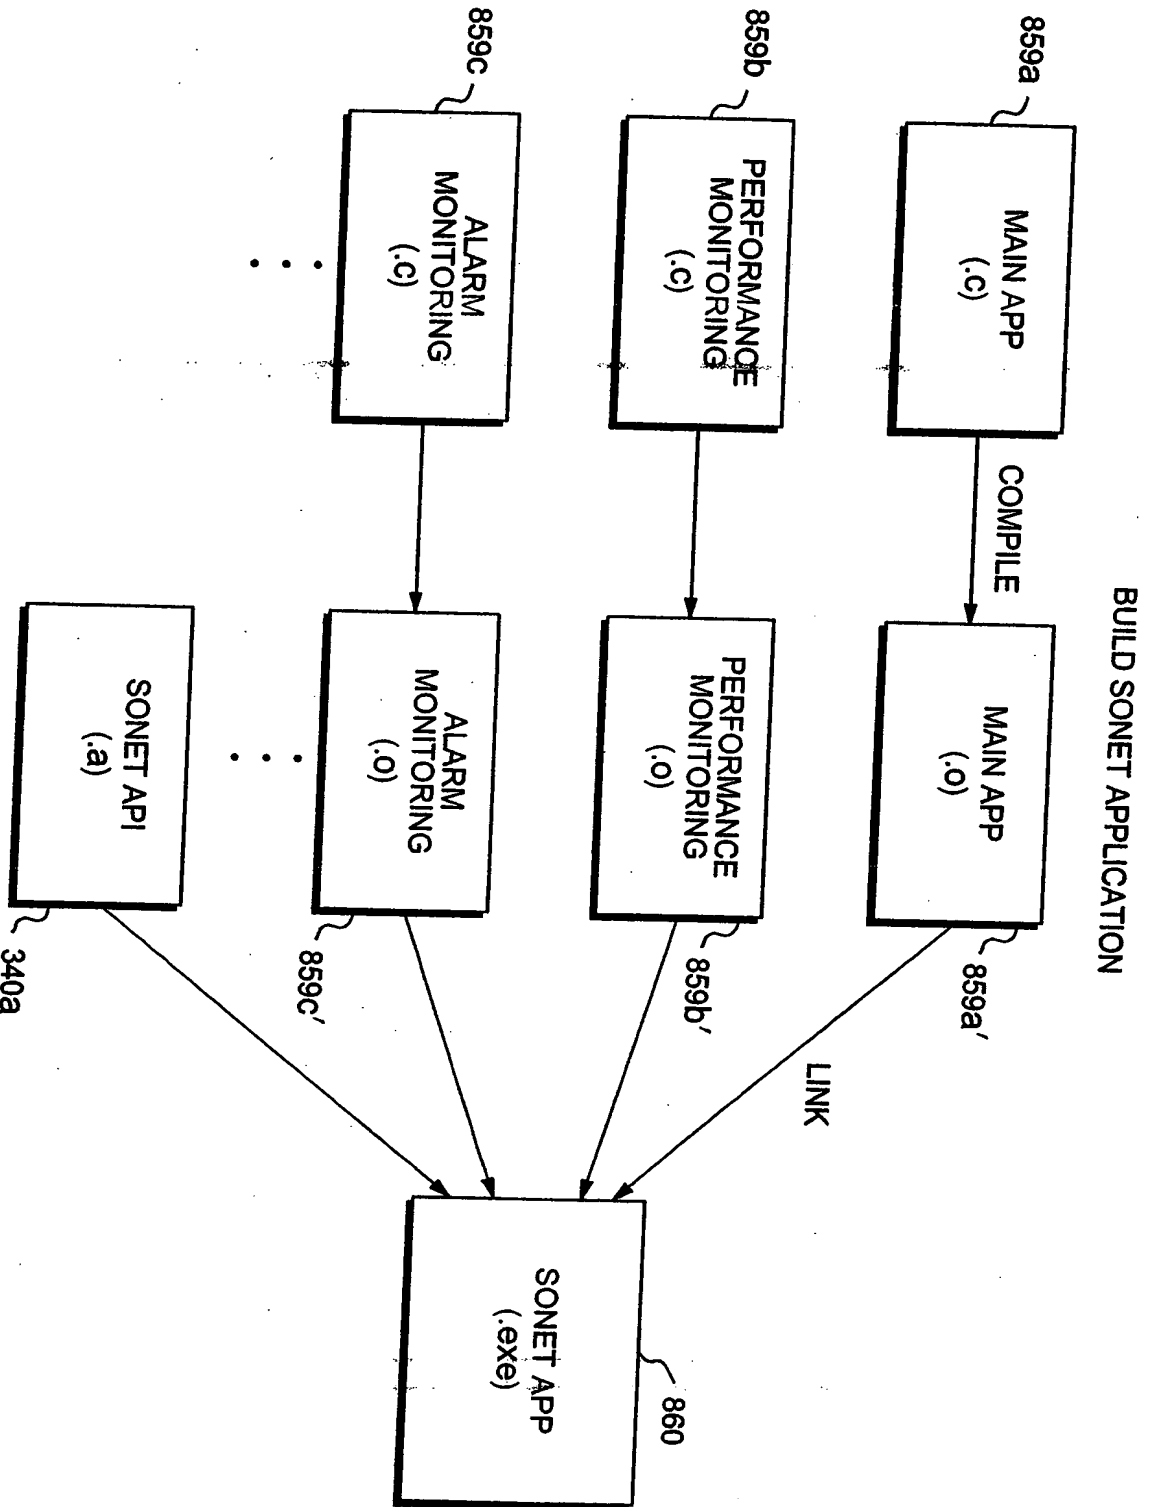 BUILD SONET APPLICATION
859a
MAIN APP
(.c)
COMPILE
MAIN APP
(.o)
859a′
LINK
859b
PERFORMANCE
MONITORING
(.c)
PERFORMANCE
MONITORING
(.o)
859b′
859c
ALARM
MONITORING
(.c)
ALARM
MONITORING
(.o)
859c′
SONET API
(.a)
340a
SONET APP
(.exe)
860